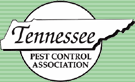 Tennessee
PEST CONTROL
ASSOCIATION